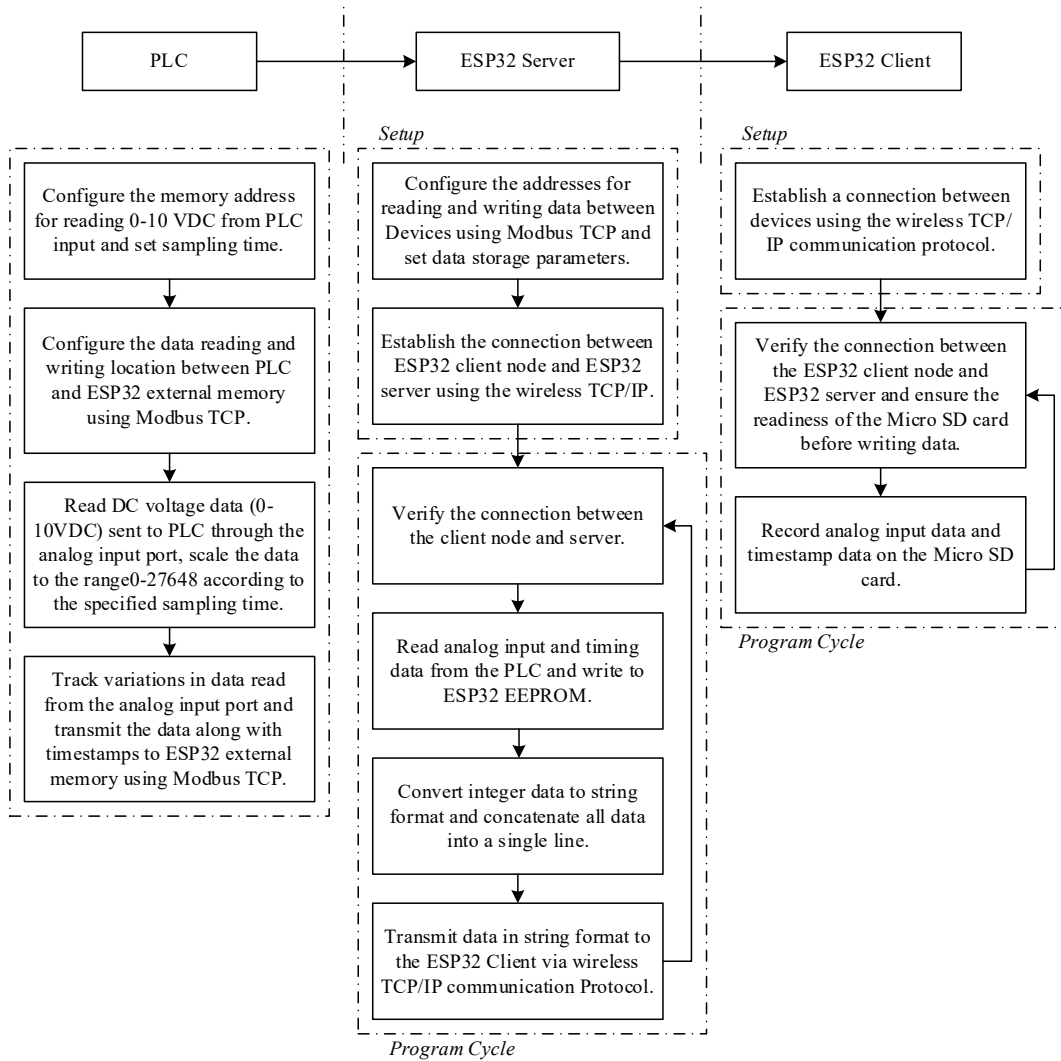 PLC
ESP32 Server
ESP32 Client
Configure the memory address
for reading 0-10 VDC from PLC
input and set sampling time.
Configure the data reading and
writing location between PLC
and ESP32 external memory
using Modbus TCP.
Read DC voltage data (0-
10VDC) sent to PLC through the
analog input port, scale the data
to the range0-27648 according to
the specified sampling time.
Track variations in data read
from the analog input port and
transmit the data along with
timestamps to ESP32 external
memory using Modbus TCP.
Setup
Configure the addresses for
reading and writing data between
Devices using Modbus TCP and
set data storage parameters.
Establish the connection between
ESP32 client node and ESP32
server using the wireless TCP/IP.
Verify the connection between
the client node and server.
Read analog input and timing
data from the PLC and write to
ESP32 EEPROM.
Convert integer data to string
format and concatenate all data
into a single line.
Transmit data in string format to
the ESP32 Client via wireless
TCP/IP communication Protocol.
Program Cycle
Setup
Establish a connection between
devices using the wireless TCP/
IP communication protocol.
Verify the connection between
the ESP32 client node and
ESP32 server and ensure the
readiness of the Micro SD card
before writing data.
Record analog input data and
timestamp data on the Micro SD
card.
Program Cycle